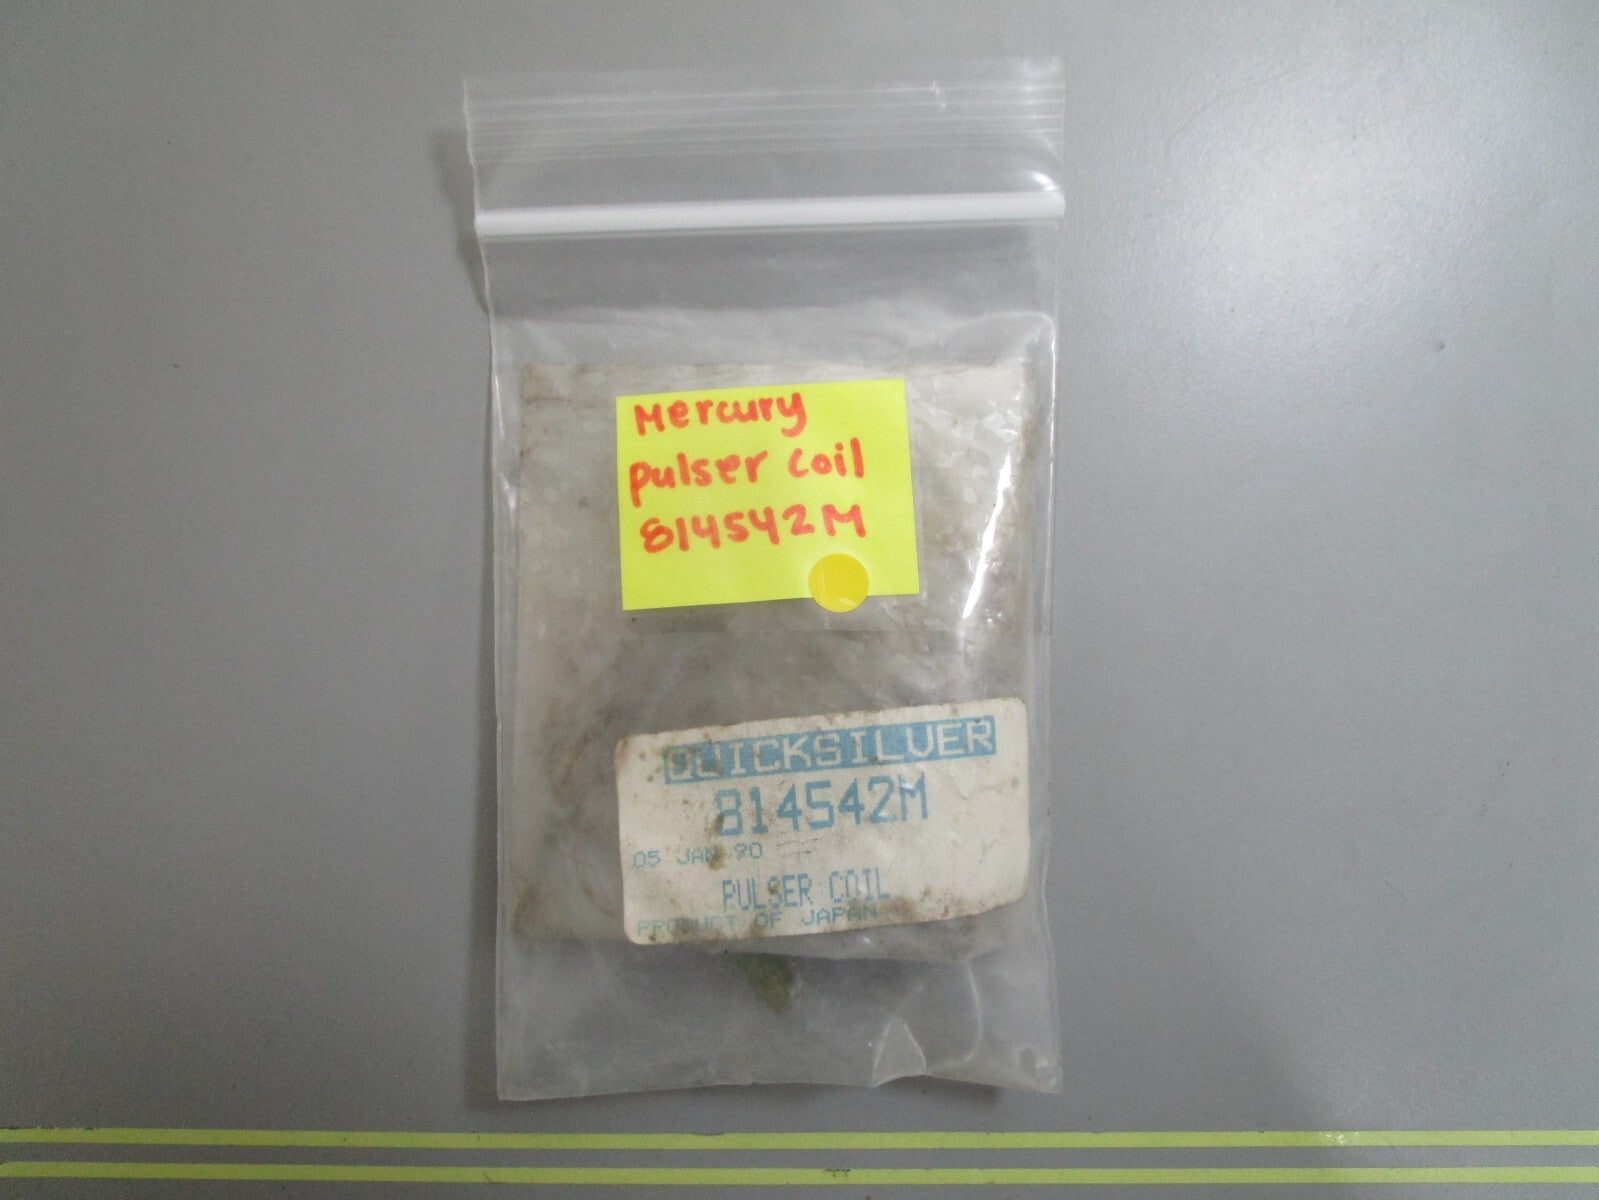 Mercury
pulser coil
814542M
QUICKSILVER
814542M
05 JAN 90
PULSER COIL
PRODUCT OF JAPAN